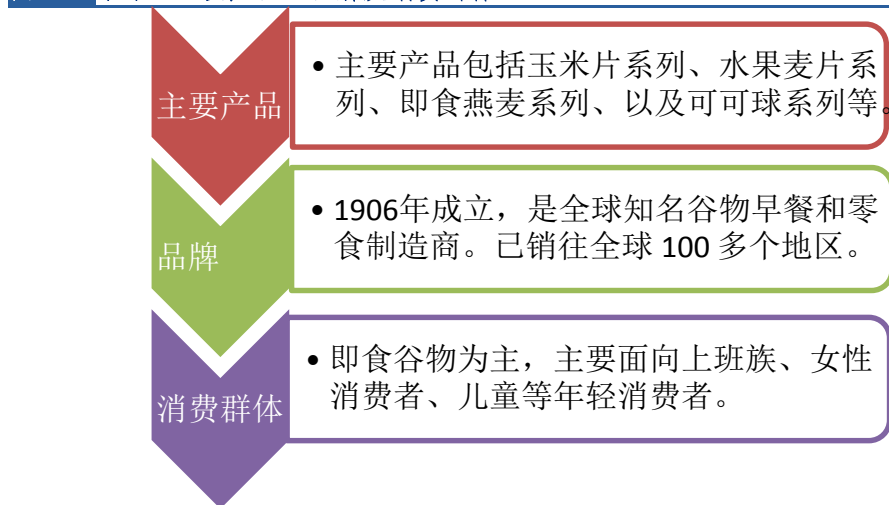 主要产品
• 主要产品包括玉米片系列、水果麦片系
列、即食燕麦系列、以及可可球系列等。
品牌
• 1906年成立，是全球知名谷物早餐和零
食制造商。已销往全球 100 多个地区。
消费群体
• 即食谷物为主，主要面向上班族、女性
消费者、儿童等年轻消费者。